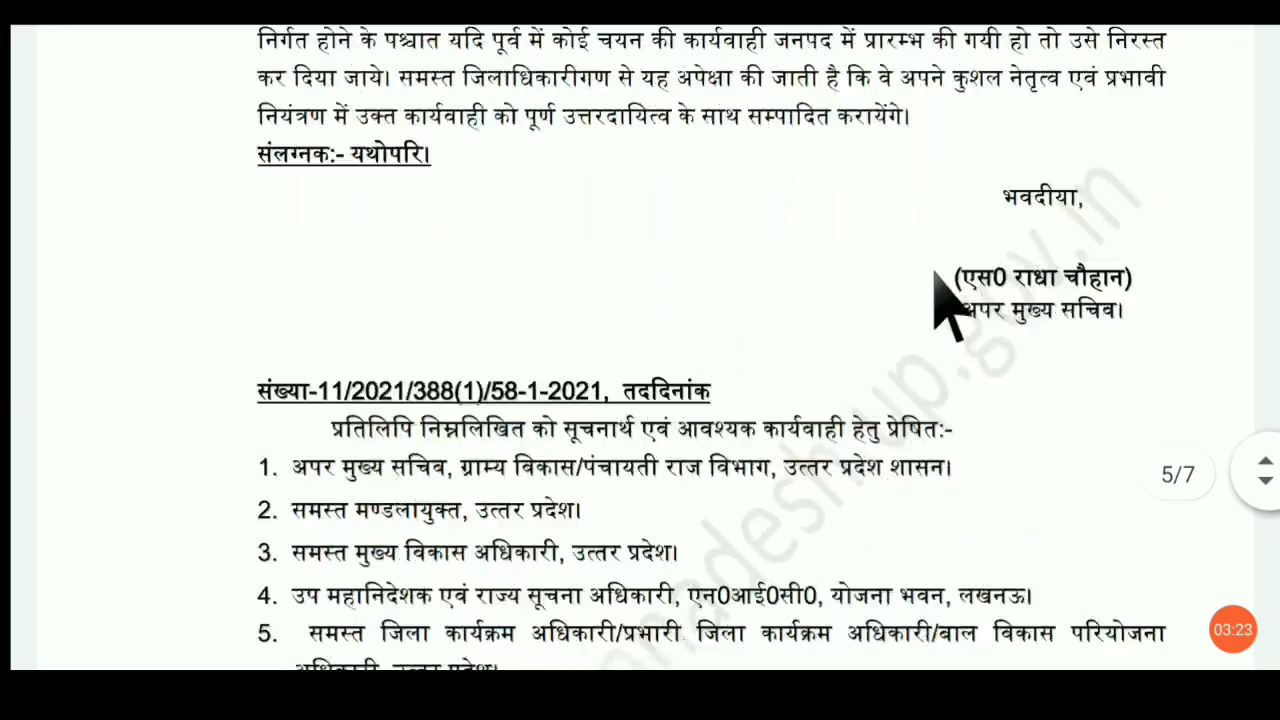 निर्गत होने के पश्चात यदि पूर्व में कोई चयन की कार्यवाही जनपद में प्रारम्भ की गयी हो तो उसे निरस्त
कर दिया जाये। समस्त जिलाधिकारीगण से यह अपेक्षा की जाती है कि वे अपने कुशल नेतृत्व एवं प्रभावी
नियंत्रण में उक्त कार्यवाही को पूर्ण उत्तरदायित्व के साथ सम्पादित करायेंगे।
संलग्नक:- यथोपरि।
भवदीया,
(एस0 राधा चौहान)
अपर मुख्य सचिव।
संख्या-11/2021/388(1)/58-1-2021, तददिनांक
प्रतिलिपि निम्नलिखित को सूचनार्थ एवं आवश्यक कार्यवाही हेतु प्रेषित:-
1. अपर मुख्य सचिव, ग्राम्य विकास/पंचायती राज विभाग, उत्तर प्रदेश शासन।
2. समस्त मण्डलायुक्त, उत्तर प्रदेश।
5/7
3. समस्त मुख्य विकास अधिकारी, उत्तर प्रदेश।
4. उप महानिदेशक एवं राज्य सूचना अधिकारी, एन0आई0सी0, योजना भवन, लखनऊ।
5. समस्त जिला कार्यक्रम अधिकारी/प्रभारी जिला कार्यक्रम अधिकारी/बाल विकास परियोजना
अधिकारी, उत्तर प्रदेश।
03:23